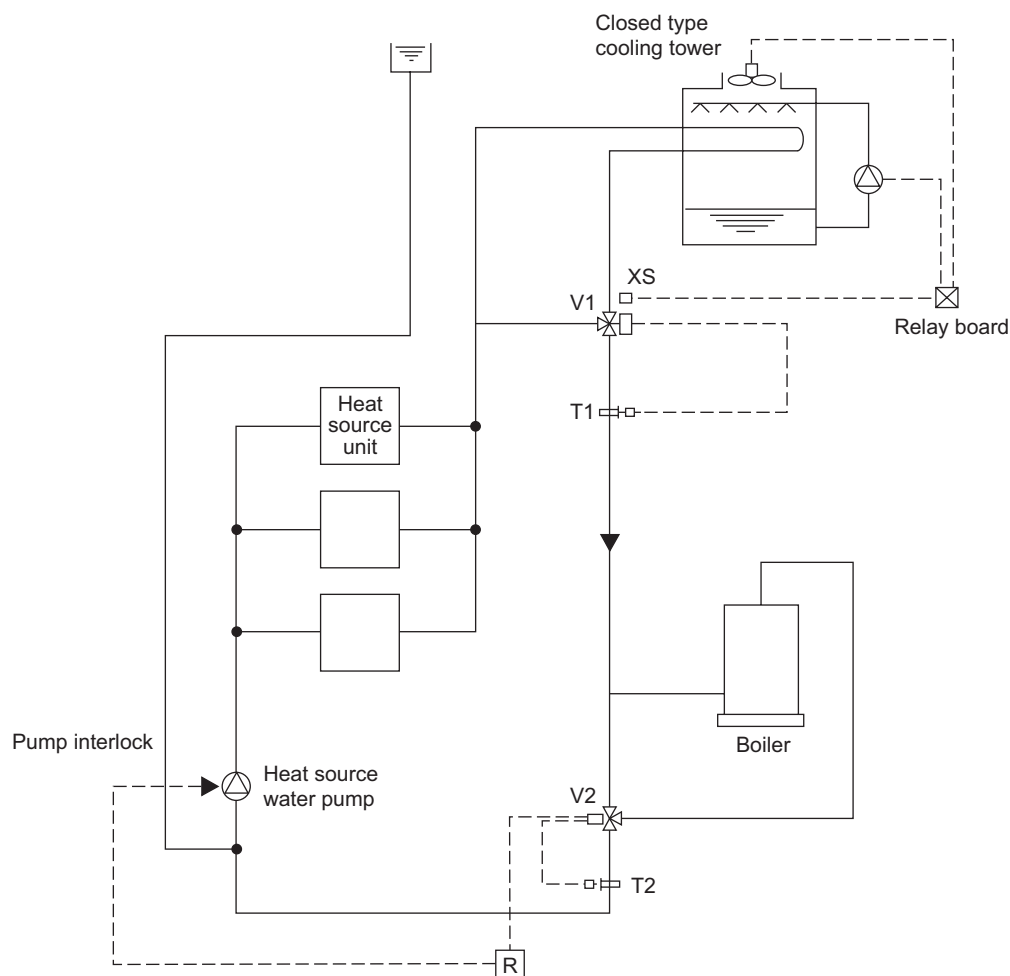 Closed type
cooling tower
XS
V1
Relay board
T1
Heat
source
unit
Pump interlock
Heat source
water pump
Boiler
V2
T2
R